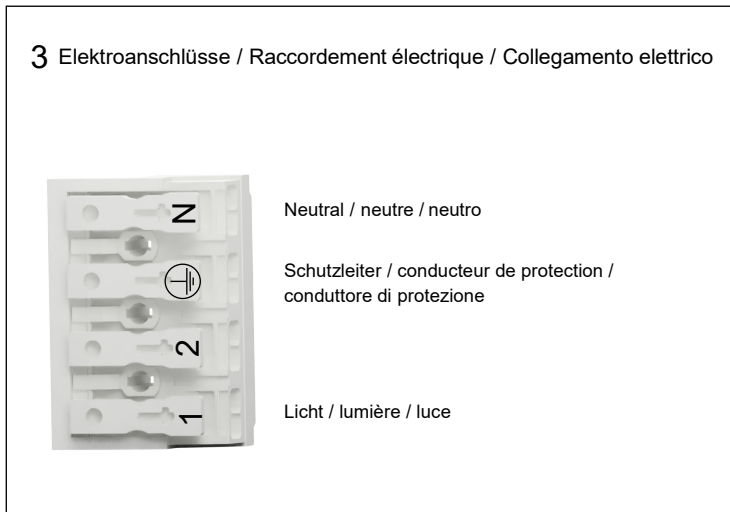 3 Elektroanschlüsse / Raccordement électrique / Collegamento elettrico
N
Neutral / neutre / neutro
Schutzleiter / conducteur de protection /
conduttore di protezione
2
1
Licht / lumière / luce